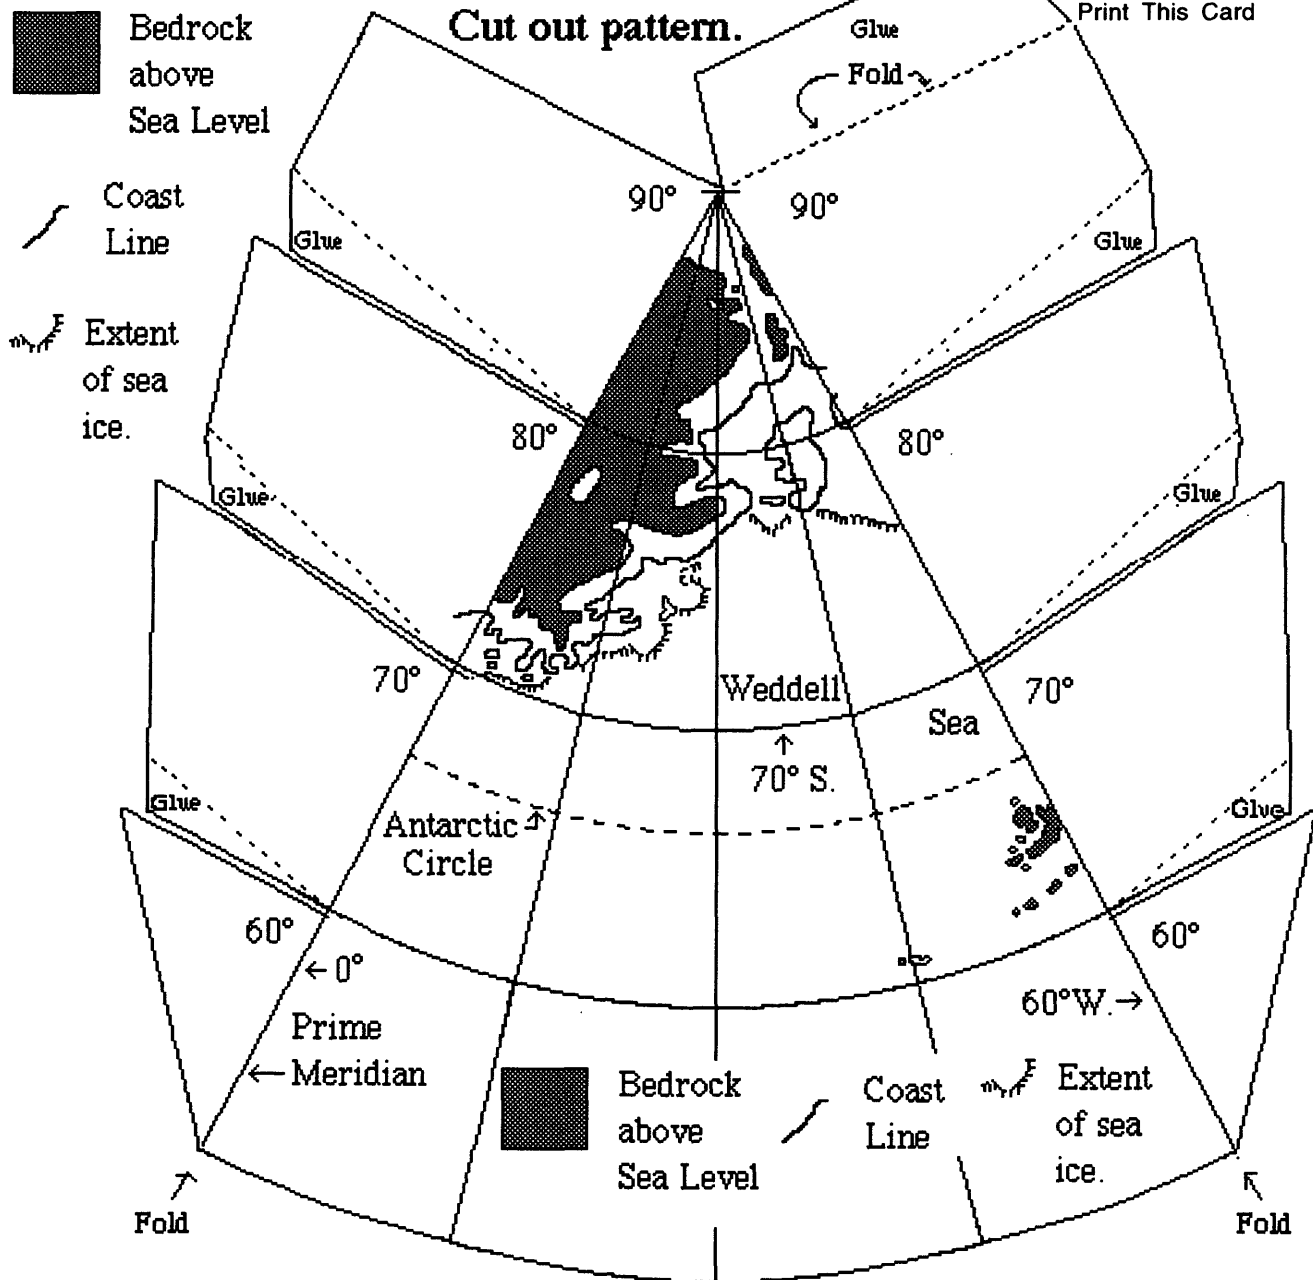 Print This Card
Cut out pattern.
Bedrock
above
Sea Level
Glue
Fold
Coast
Line
90°
90°
Glue
Glue
Extent
of sea
ice.
80°
80°
Glue
Glue
70°
Weddell
70°
Sea
70° S.
Glue
Glue
Antarctic
Circle
60°
60°
0°
60°W.
Prime
Meridian
Bedrock
above
Sea Level
Coast
Line
Extent
of sea
ice.
Fold
Fold